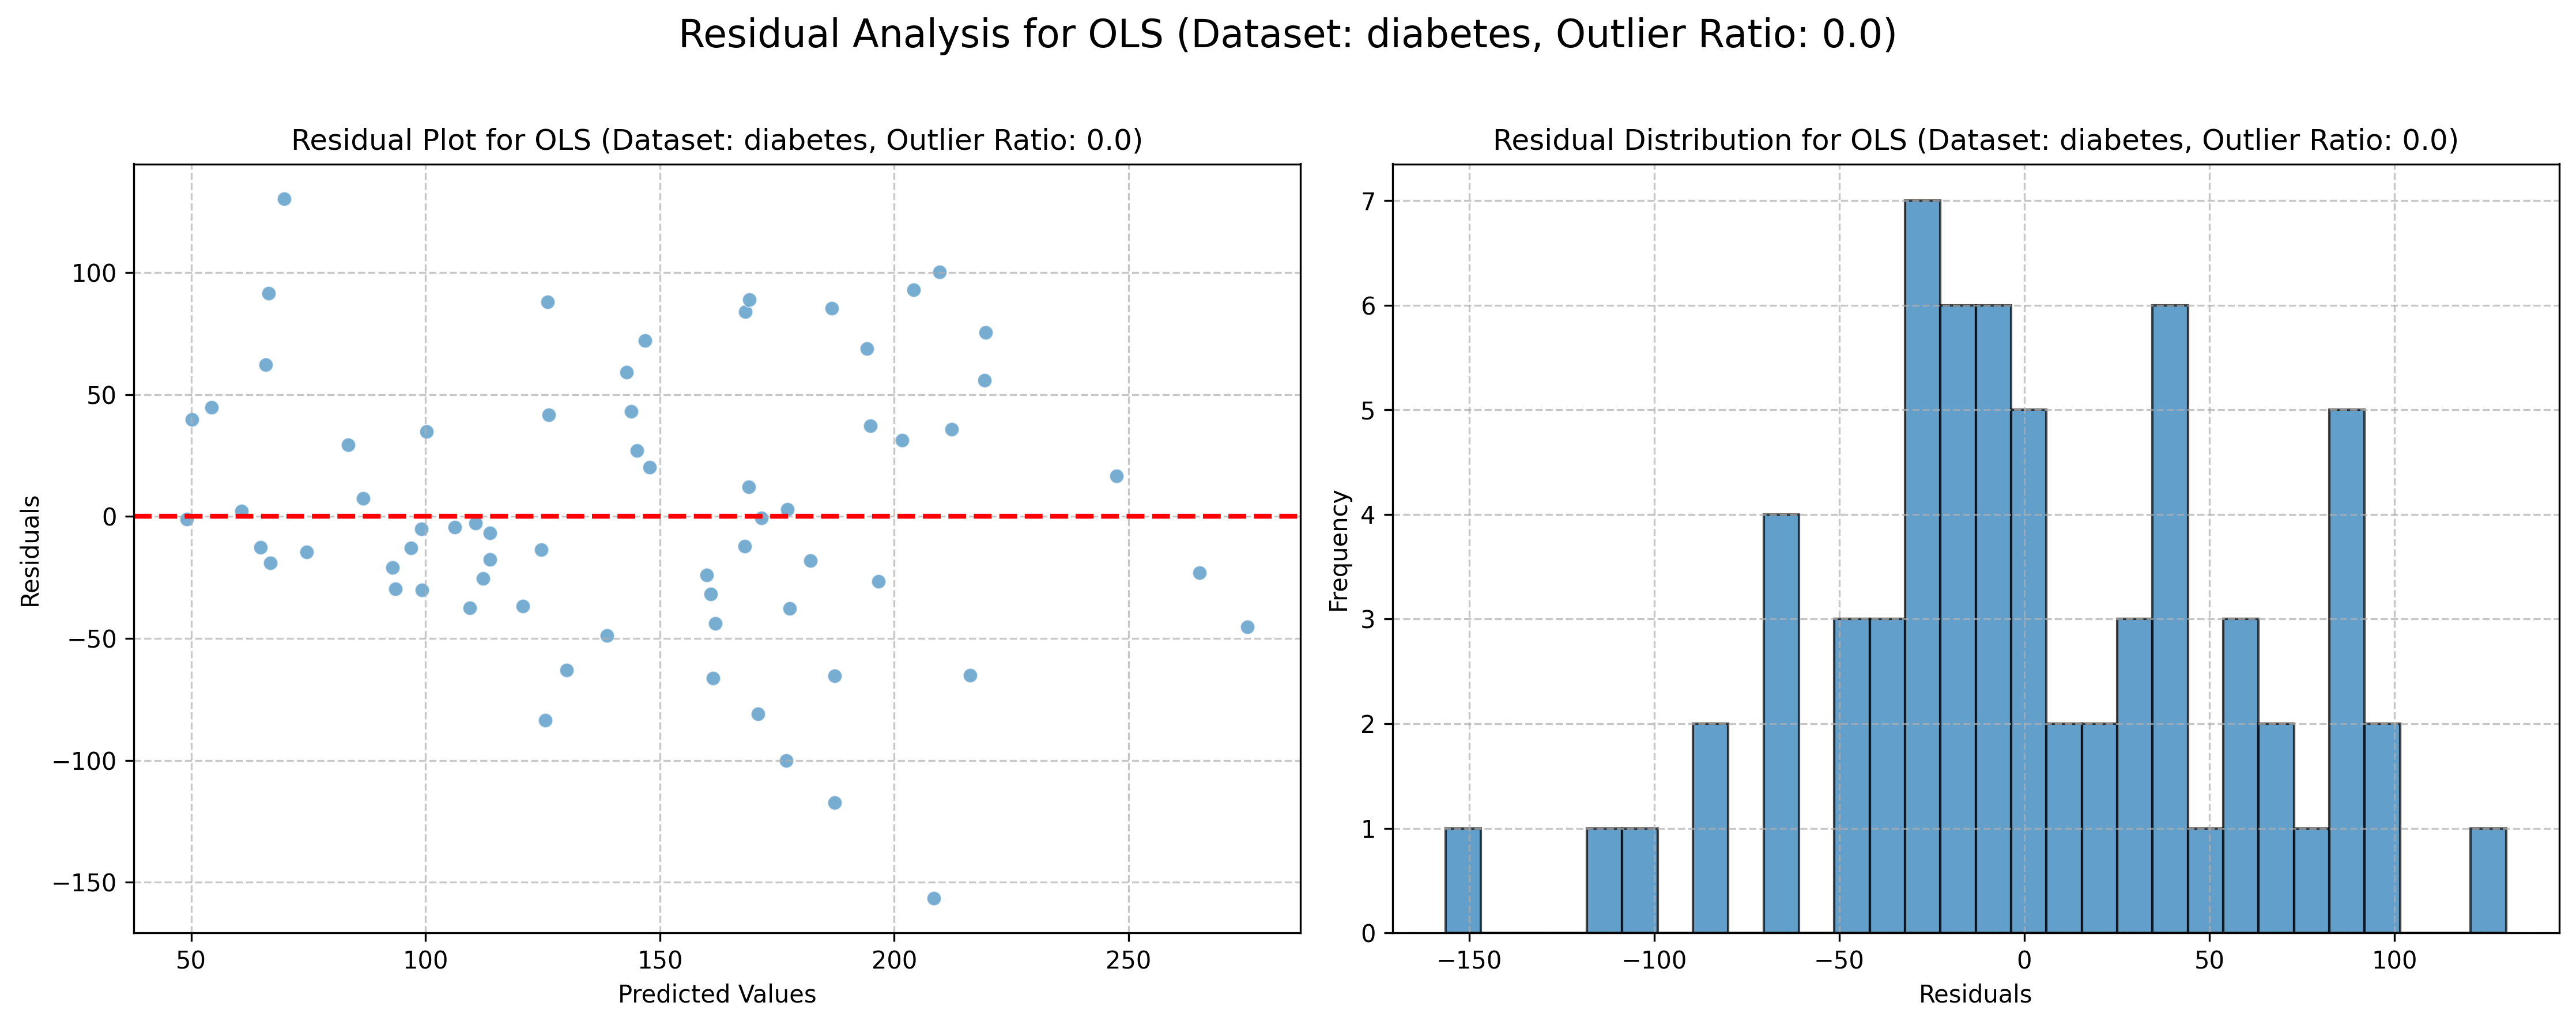 Residual Analysis for OLS (Dataset: diabetes, Outlier Ratio: 0.0)
Residual Plot for OLS (Dataset: diabetes, Outlier Ratio: 0.0)
Residuals
100
50
0
−50
−100
−150
50 100 150 200 250
Predicted Values
Residual Distribution for OLS (Dataset: diabetes, Outlier Ratio: 0.0)
Frequency
7
6
5
4
3
2
1
0
−150 −100 −50 0 50 100
Residuals